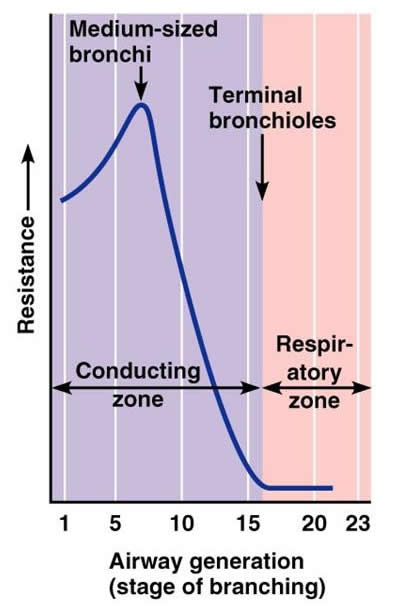 Medium-sized
bronchi
Terminal
bronchioles
Resistance
Conducting
zone
Respir-
atory
zone
1 5 10 15 20 23
Airway generation
(stage of branching)